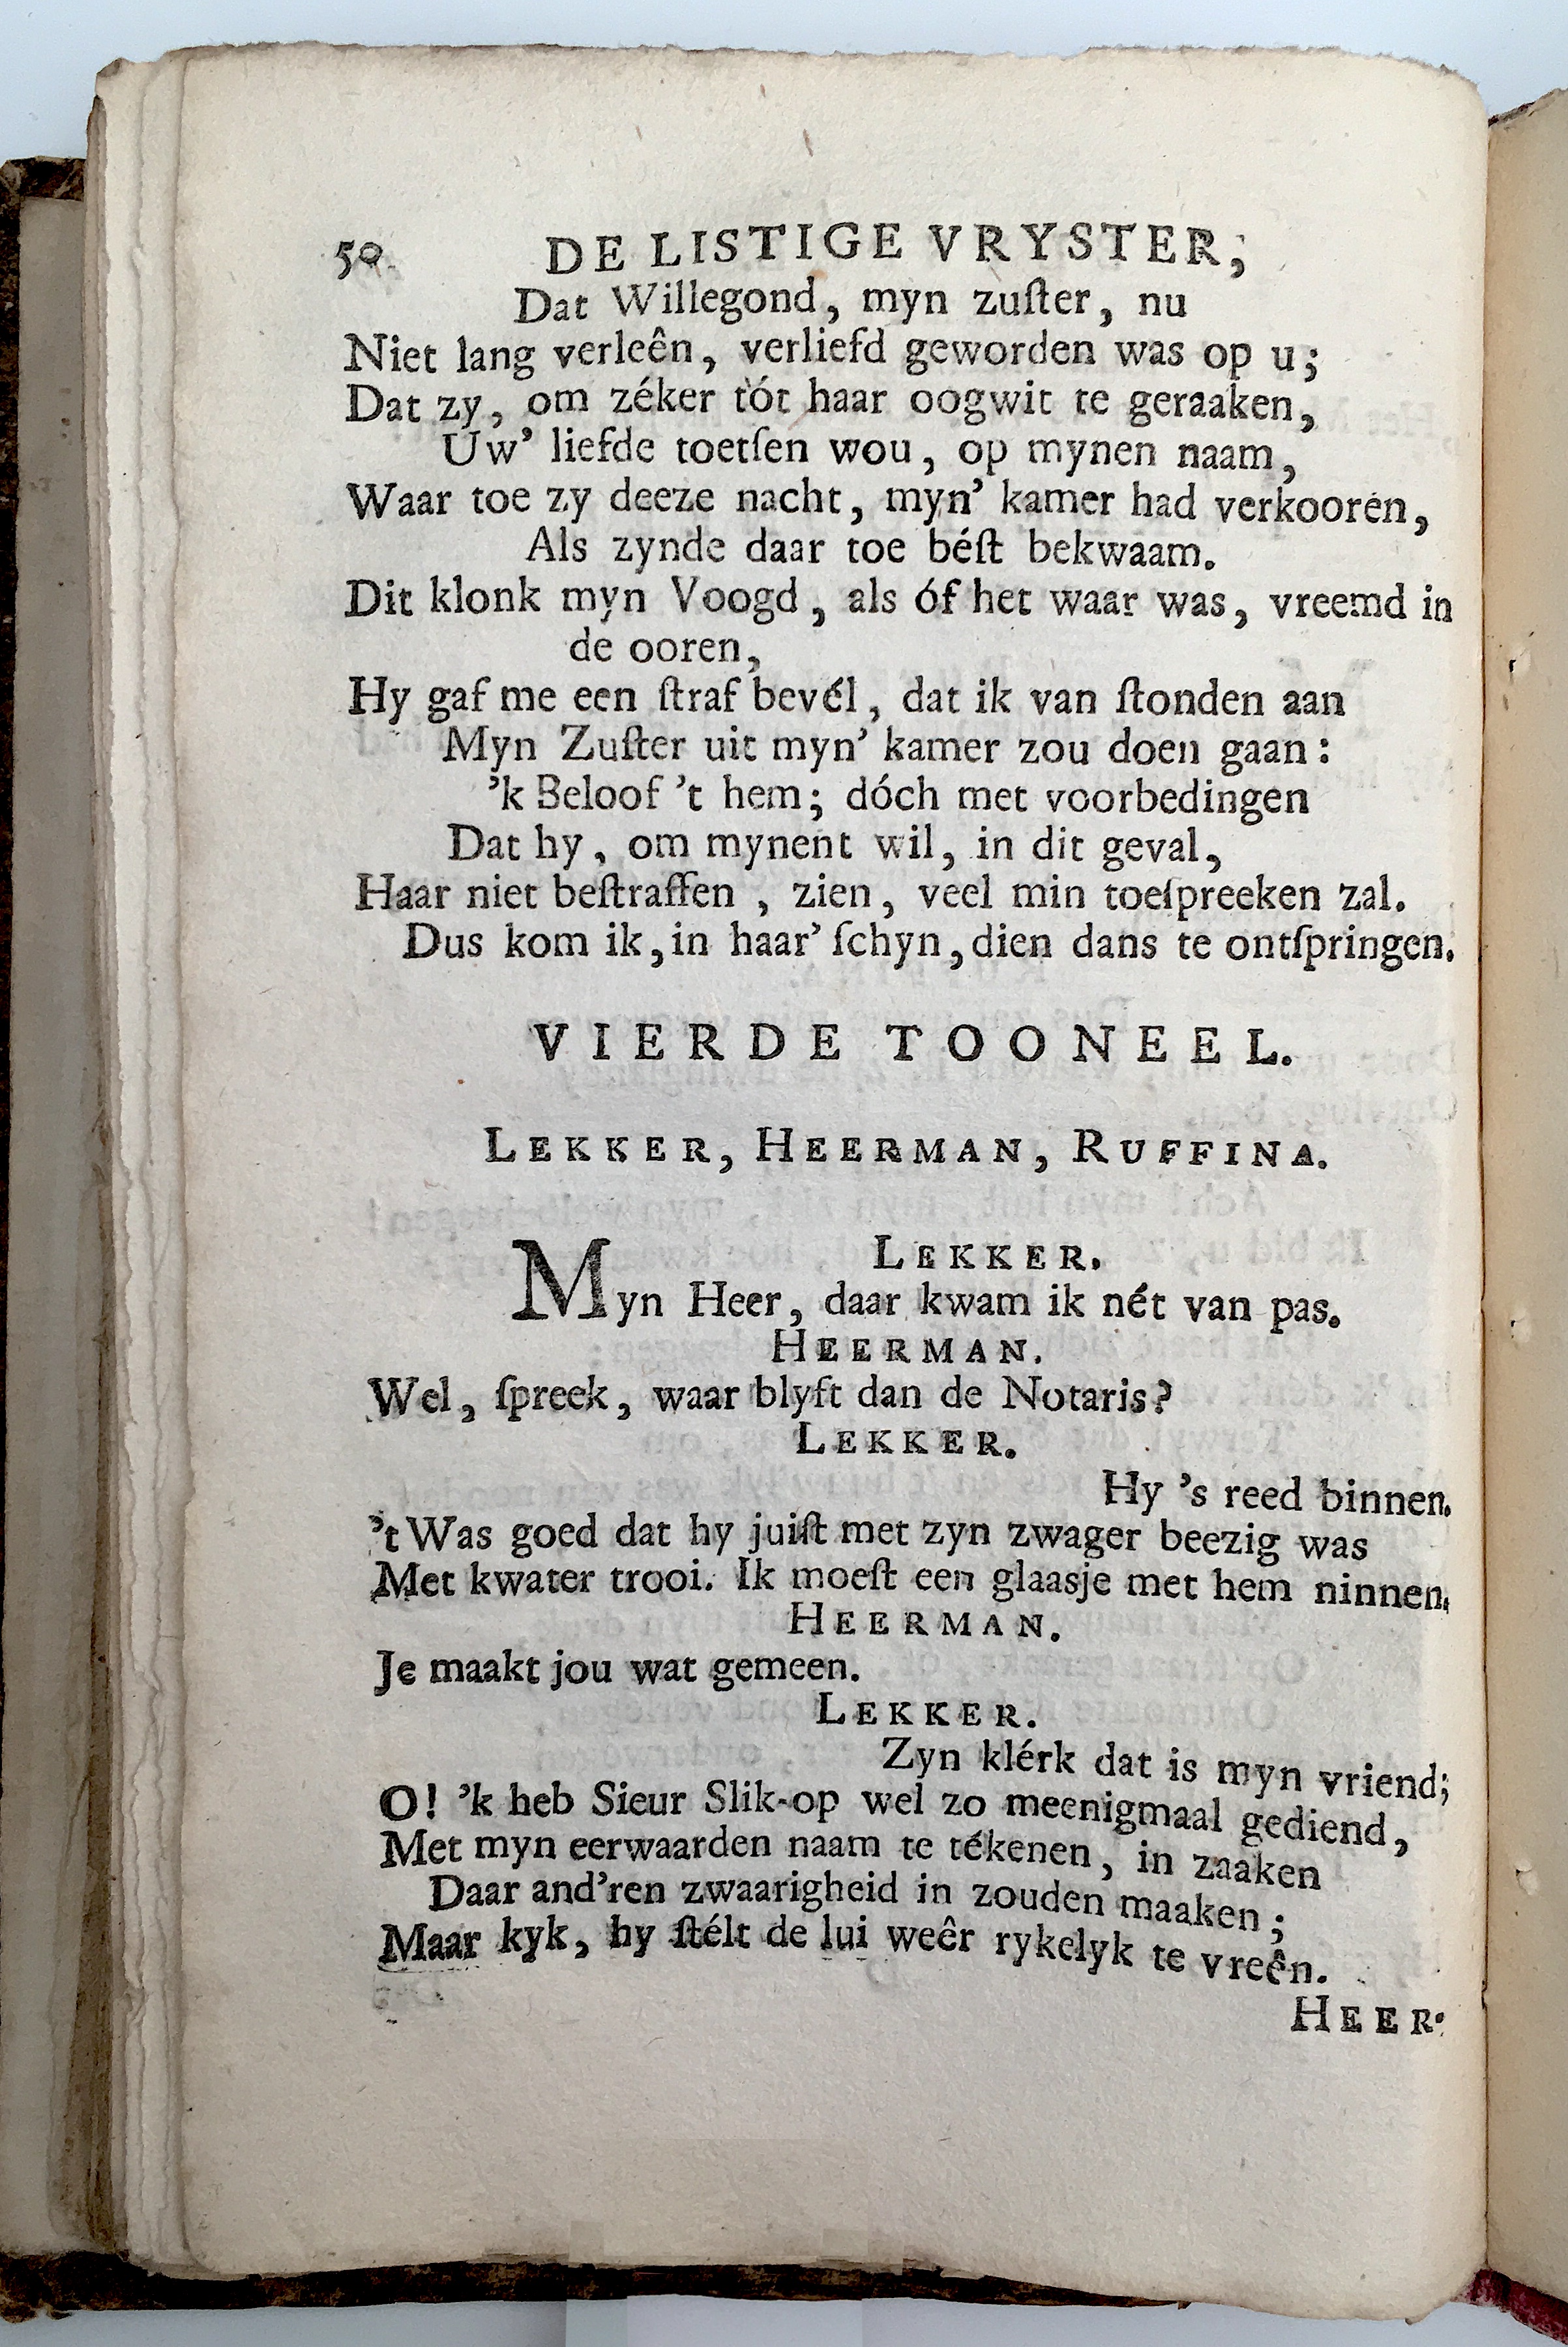 50 DE LISTIGE VRYSTER,
Dat Willegond, myn zuſter, nu
Niet lang verleên, verliefd geworden was op u;
Dat zy, om zéker tót haar oogwit te geraaken,
Uw’ liefde toetſen wou, op mynen naam,
Waar toe zy deeze nacht, myn’ kamer had verkooren,
Als zynde daar toe béſt bekwaam.
Dit klonk myn Voogd, als óf het waar was, vreemd in
de ooren,
Hy gaf me een ſtraf bevél, dat ik van ſtonden aan
Myn Zuſter uit myn’ kamer zou doen gaan:
’k Beloof ’t hem; dóch met voorbedingen
Dat hy, om mynent wil, in dit geval,
Haar niet beſtraffen, zien, veel min toeſpreeken zal.
Dus kom ik, in haar’ ſchyn, dien dans te ontſpringen.
VIERDE TOONEEL.
LEKKER, HEERMAN, RUFFINA.
LEKKER.
Myn Heer, daar kwam ik nét van pas.
HEERMAN.
Wel, ſpreek, waar blyft dan de Notaris?
LEKKER.
Hy ’s reed binnen.
’t Was goed dat hy juiſt met zyn zwager beezig was
Met kwater trooi. Ik moeſt een glaasje met hem ninnen.
HEERMAN.
Je maakt jou wat gemeen.
LEKKER.
Zyn klérk dat is myn vriend;
O! ’k heb Sieur Slik-op wel zo meenigmaal gediend,
Met myn eerwaarden naam te tékenen, in zaaken
Daar and’ren zwaarigheid in zouden maaken;
Maar kyk, hy ſtélt de lui weêr rykelyk te vreên.
HEER-